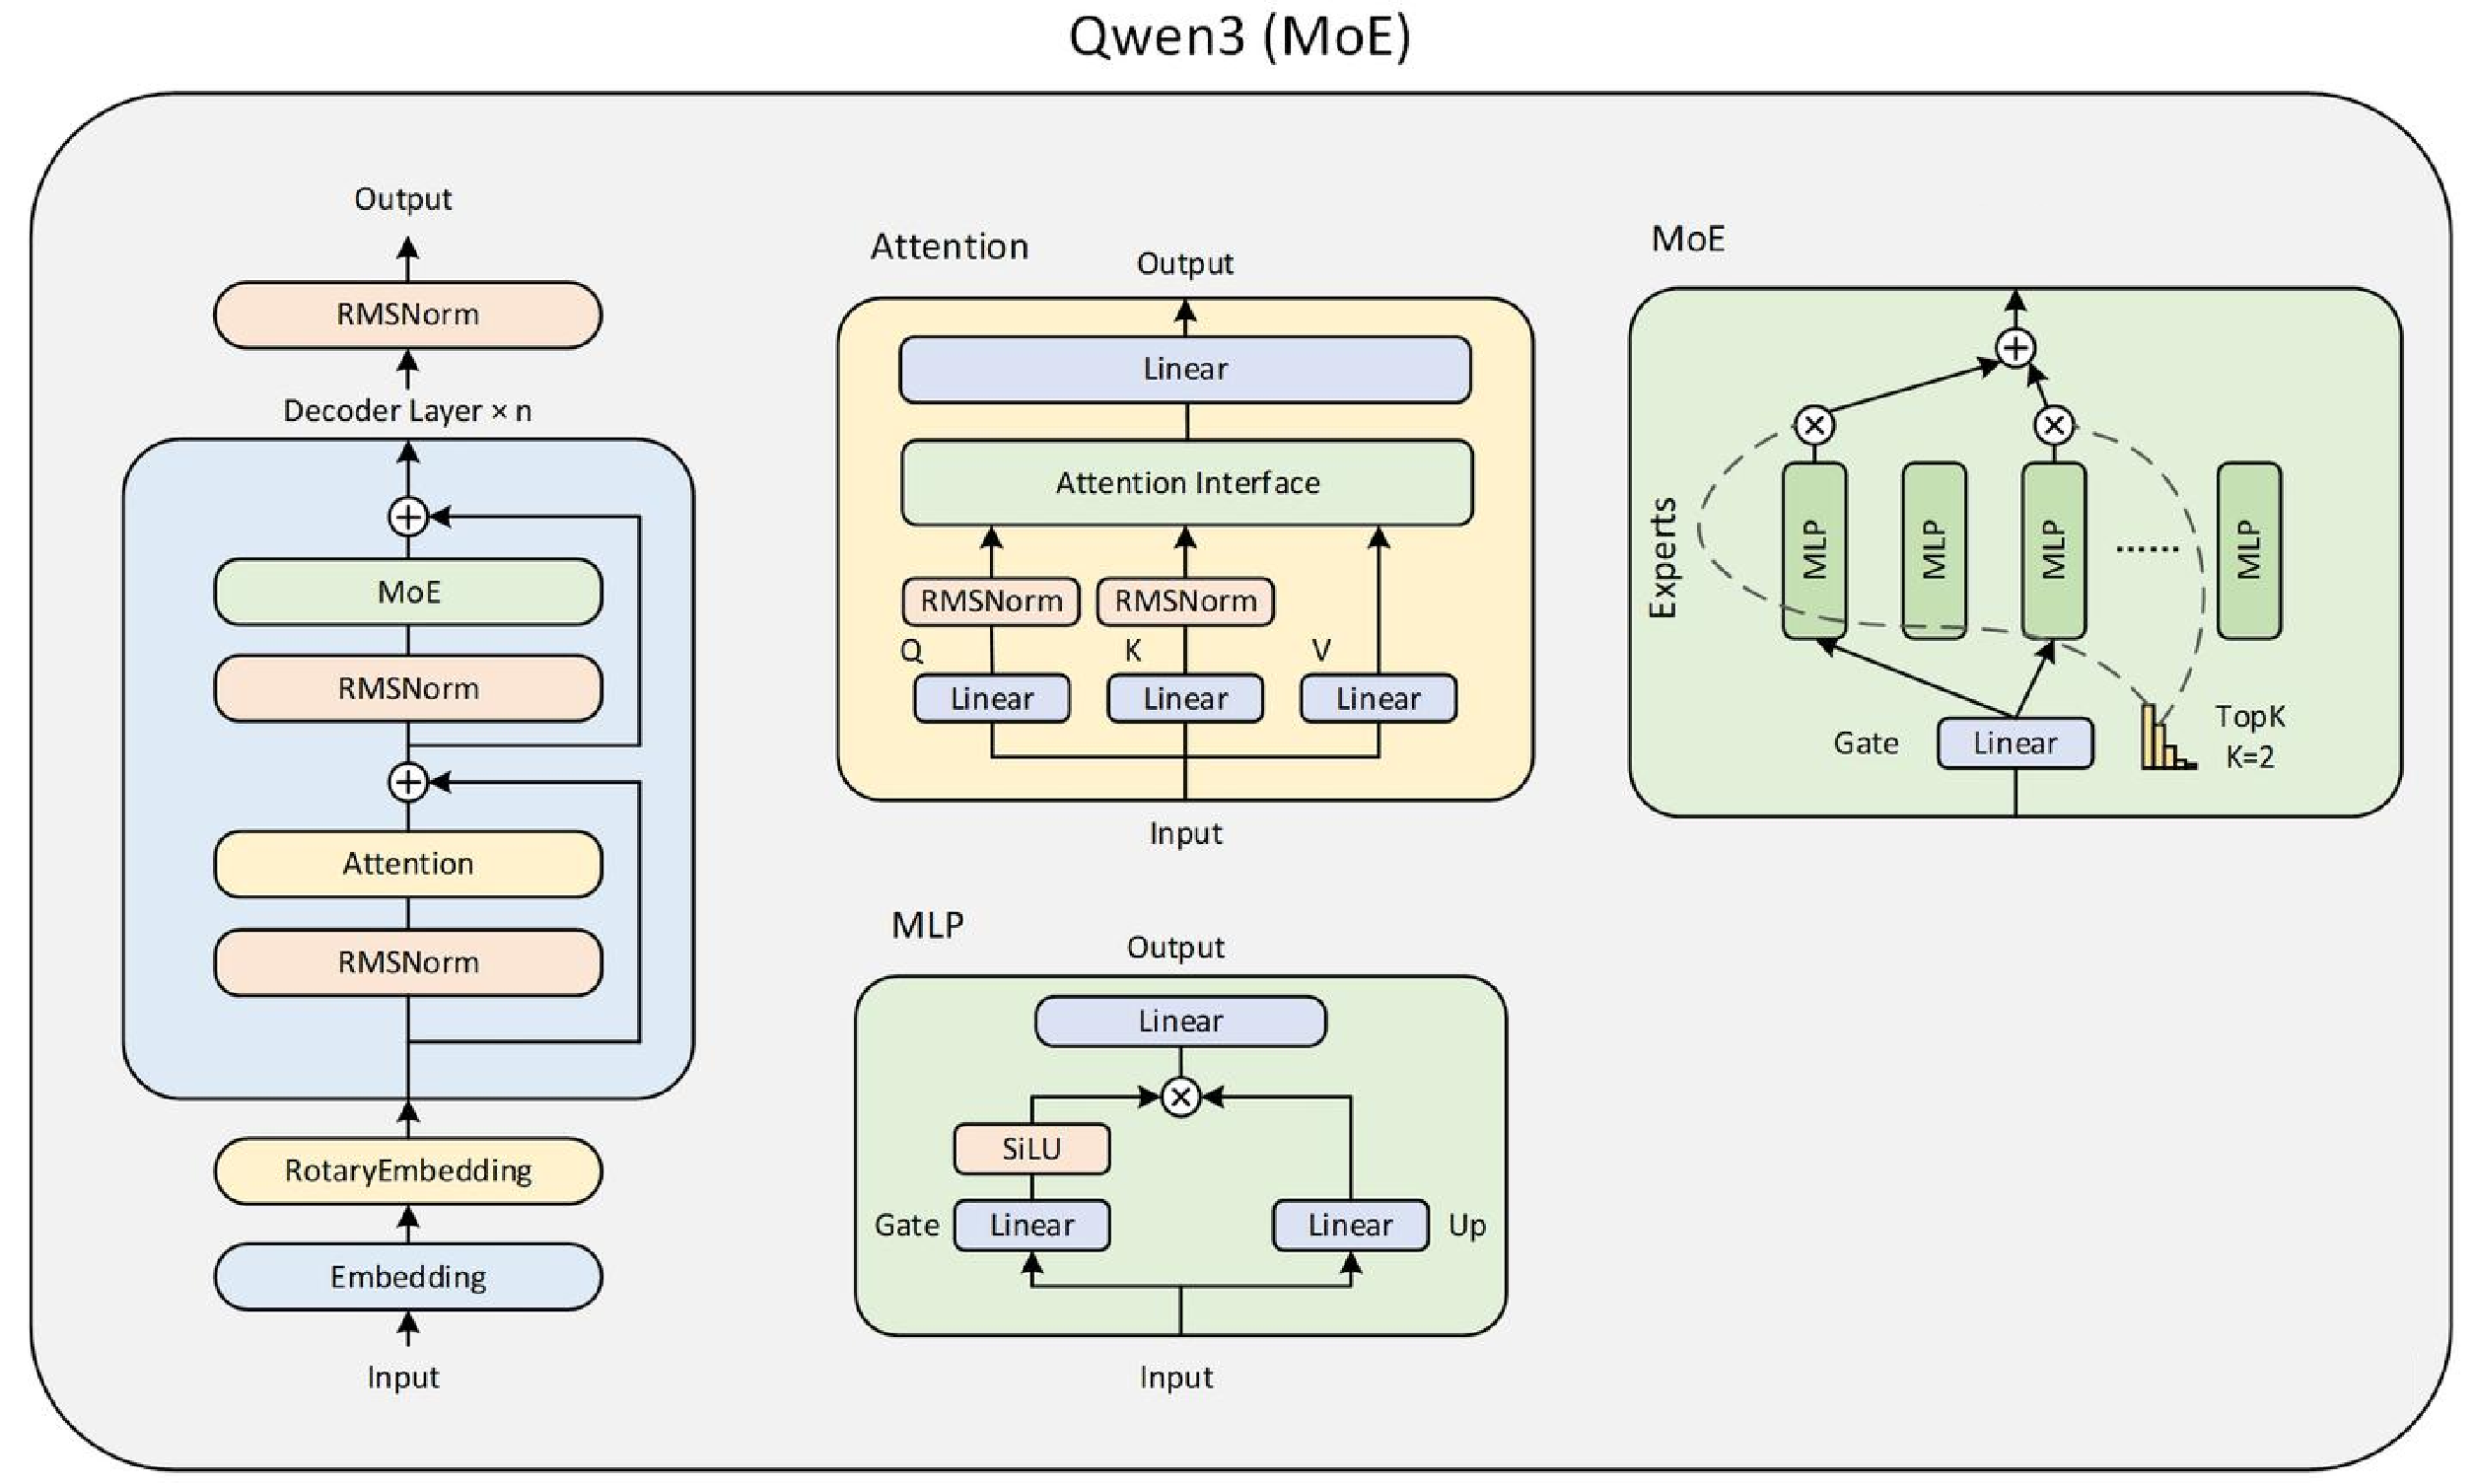 Qwen3 (MoE)
Output
RMSNorm
Decoder Layer × n
MoE
RMSNorm
Attention
RMSNorm
RotaryEmbedding
Embedding
Input
Attention
Output
Linear
Attention Interface
RMSNorm RMSNorm
Q K V
Linear Linear Linear
Input
MLP
Output
Linear
SiLU
Gate Linear Linear Up
Input
MoE
Experts
MLP MLP MLP ...... MLP
Gate Linear
TopK
K=2